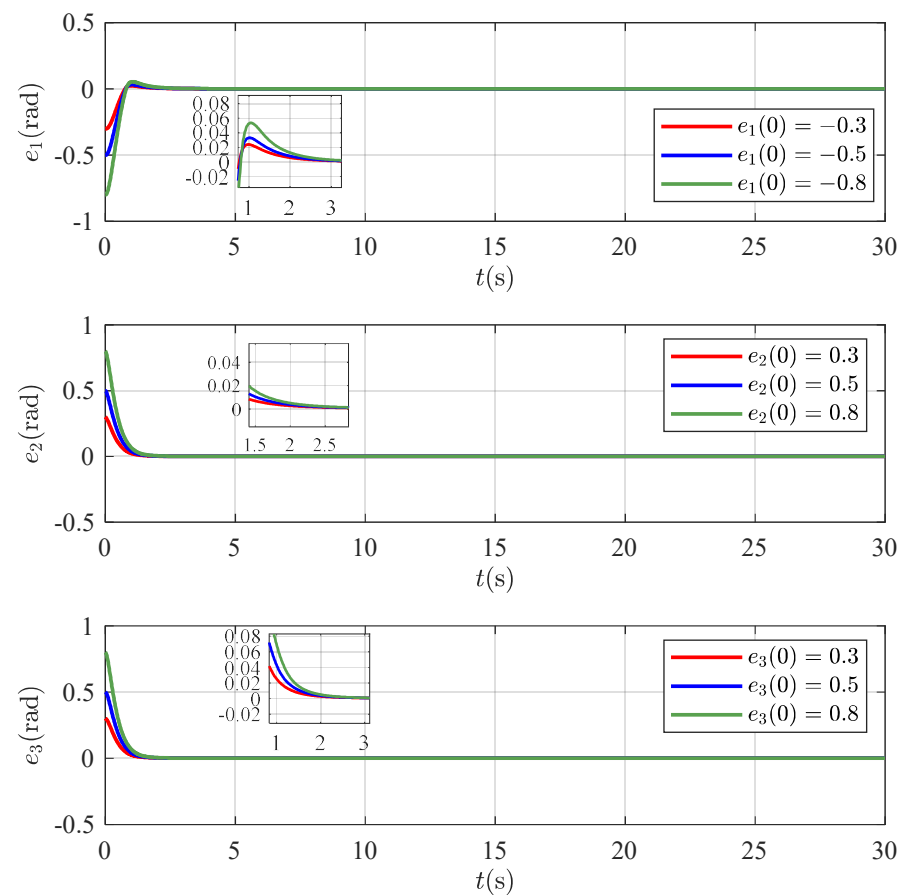 0.5
0
-0.5
-1
e₁(rad)
0.08
0.06
0.04
0.02
0
-0.02
1 2 3
e₁(0) = −0.3
e₁(0) = −0.5
e₁(0) = −0.8
0 5 10 15 20 25 30
t(s)
1
0.5
0
-0.5
e₂(rad)
0.04
0.02
0
1.5 2 2.5
e₂(0) = 0.3
e₂(0) = 0.5
e₂(0) = 0.8
0 5 10 15 20 25 30
t(s)
1
0.5
0
-0.5
e₃(rad)
0.08
0.06
0.04
0.02
0
-0.02
1 2 3
e₃(0) = 0.3
e₃(0) = 0.5
e₃(0) = 0.8
0 5 10 15 20 25 30
t(s)